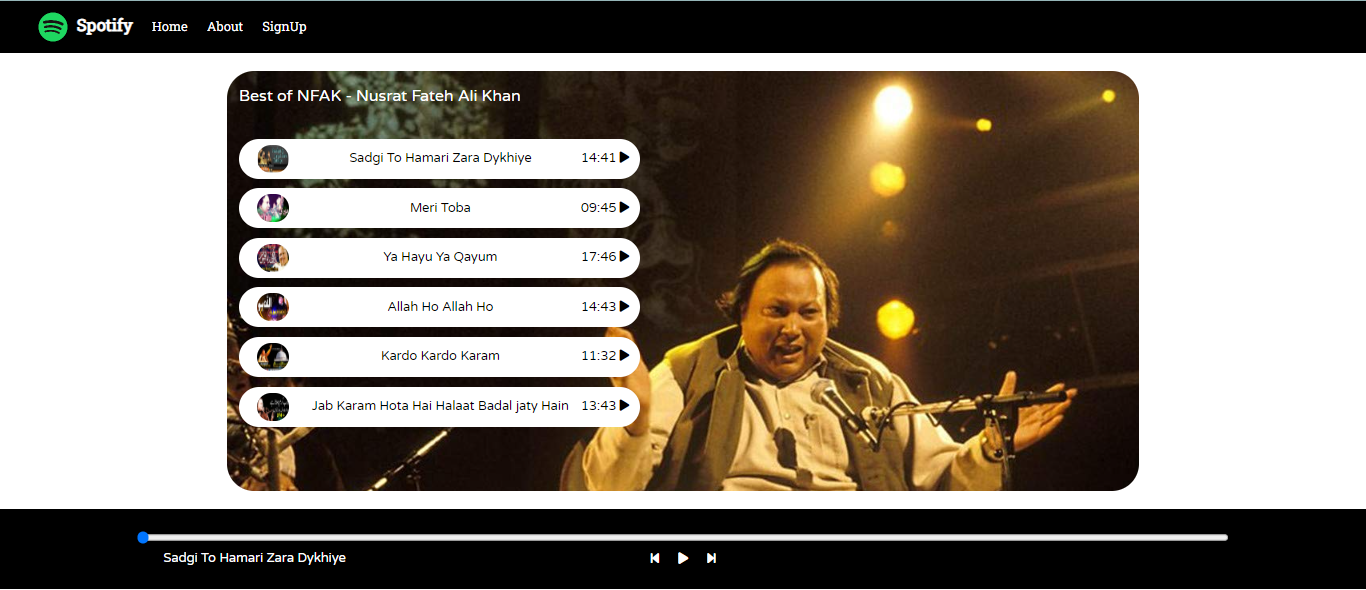 Spotify Home About SignUp
Best of NFAK - Nusrat Fateh Ali Khan
Sadgi To Hamari Zara Dykhiye 14:41
Meri Toba 09:45
Ya Hayu Ya Qayum 17:46
Allah Ho Allah Ho 14:43
Kardo Kardo Karam 11:32
Jab Karam Hota Hai Halaat Badal jaty Hain 13:43
Sadgi To Hamari Zara Dykhiye